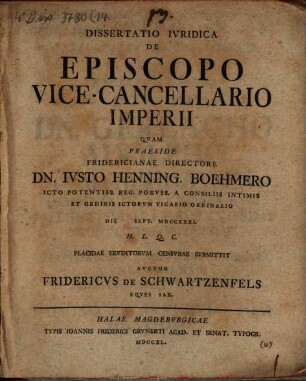 DISSERTATIO IVRIDICA
DE
EPISCOPO
VICE-CANCELLARIO
IMPERII
QVAM
PRAESIDE
FRIDERICIANAE DIRECTORE
DN. IVSTO HENNING. BOEHMERO
ICTO POTENTISS. REG. PORVSS. A CONSILIIS INTIMIS
ET ORDINIS ICTORVM VICARIO ORDINARIO
DIE SEPT. MDCCXXXI.
H. L. Q. C.
PLACIDAE ERVDITORVM CENSVRAE SVBMITTIT
AVCTOR
FRIDERICVS DE SCHWARTZENFELS
EQVES SAX.
HALAE MAGDEBVRGICAE
TYPIS IOANNIS FRIDERICI GRVNERTI ACAD. ET SENAT. TYPOGR.
MDCCXL.